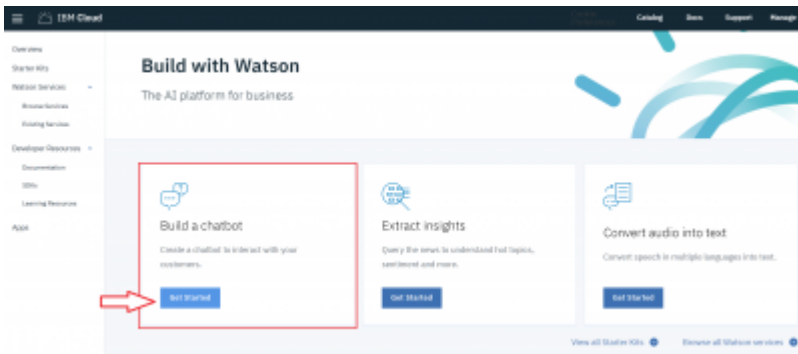 IBM Cloud
Catalog Docs Support Manage
Overview
Starter Kits
Watson Services
Browse Services
Existing Services
Developer Resources
Documentation
SDKs
Learning Resources
Apps
Build with Watson
The AI platform for business
Build a chatbot
Create a chatbot to interact with your
customers.
Get Started
Extract insights
Query the news to understand hot topics,
sentiment and more.
Get Started
Convert audio into text
Convert speech in multiple languages into text.
Get Started
View all Starter Kits
Browse all Watson services